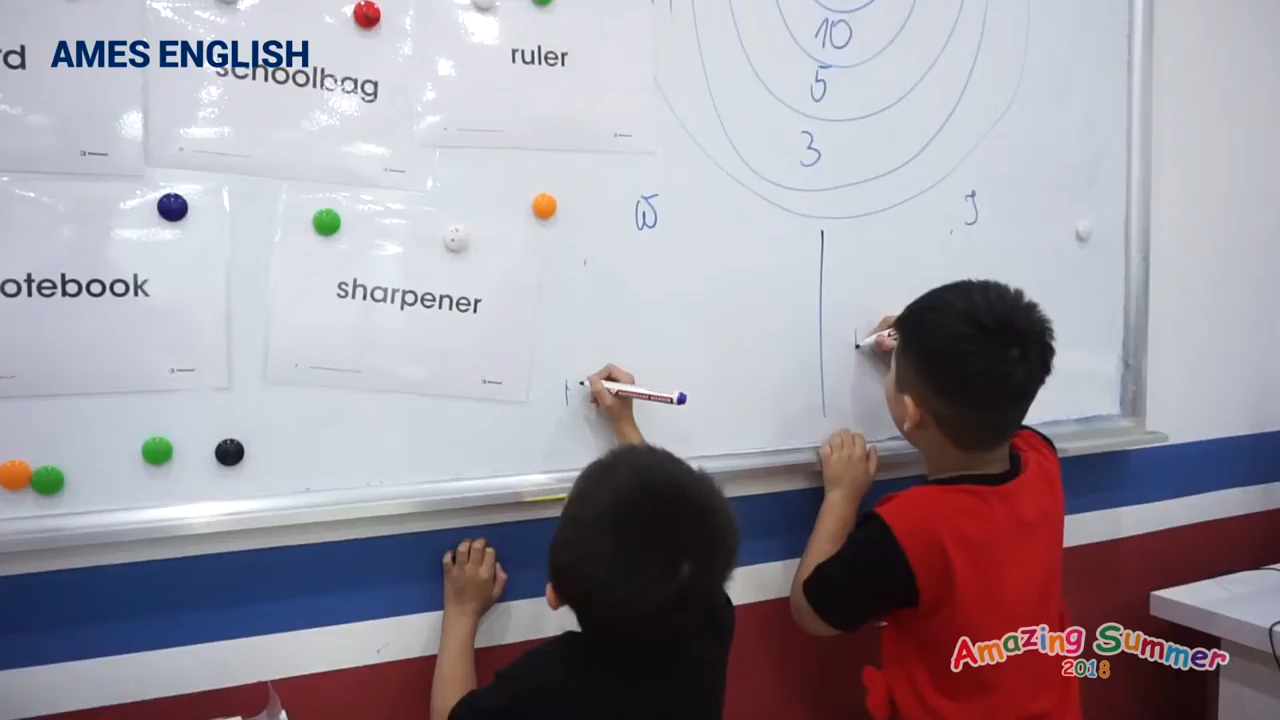 AMES ENGLISH
rd
schoolbag
ruler
10
5
3
otebook
sharpener
Amazing Summer
2018